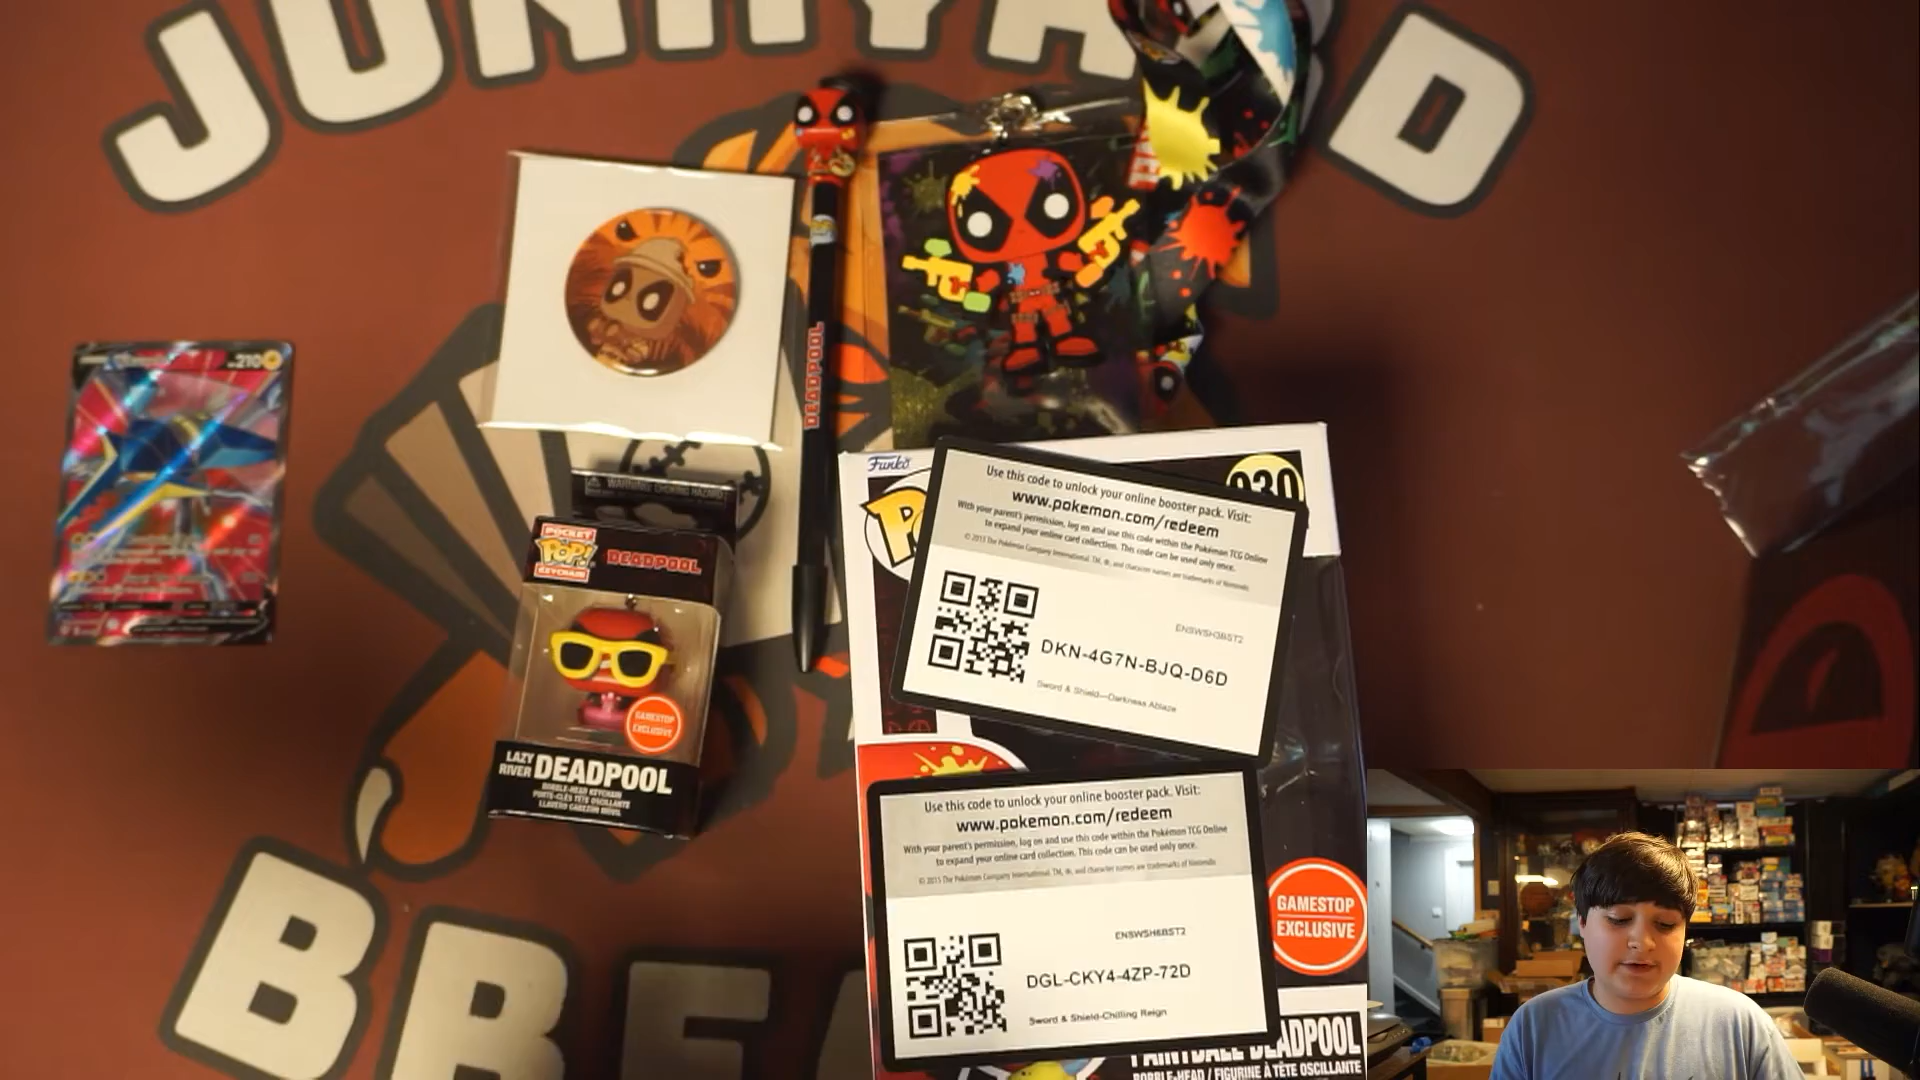 JUNKYARD
BREA
210
DEADPOOL
WARNING: CHOKING HAZARD
POCKET
POP!
KEYCHAIN
DEADPOOL
GAMESTOP
EXCLUSIVE
LAZY
RIVER DEADPOOL
BOBBLE-HEAD KEYCHAIN
PORTE-CLÉS TÊTE OSCILLANTE
LLAVERO CABEZÓN MÓVIL
Funko
930
Use this code to unlock your online booster pack. Visit:
www.pokemon.com/redeem
With your parent's permission, log on and use this code within the Pokémon TCG Online
to expand your online card collection. This code can be used only once.
© 2015 The Pokémon Company International. TM, ®, and character names are trademarks of Nintendo.
ENSWSH3BST2
DKN-4G7N-BJQ-D6D
Sword & Shield—Darkness Ablaze
Use this code to unlock your online booster pack. Visit:
www.pokemon.com/redeem
With your parent's permission, log on and use this code within the Pokémon TCG Online
to expand your online card collection. This code can be used only once.
© 2015 The Pokémon Company International. TM, ®, and character names are trademarks of Nintendo.
ENSWSH6BST2
DGL-CKY4-4ZP-72D
Sword & Shield-Chilling Reign
GAMESTOP
EXCLUSIVE
PAINTBALL DEADPOOL
BOBBLE-HEAD / FIGURINE À TÊTE OSCILLANTE